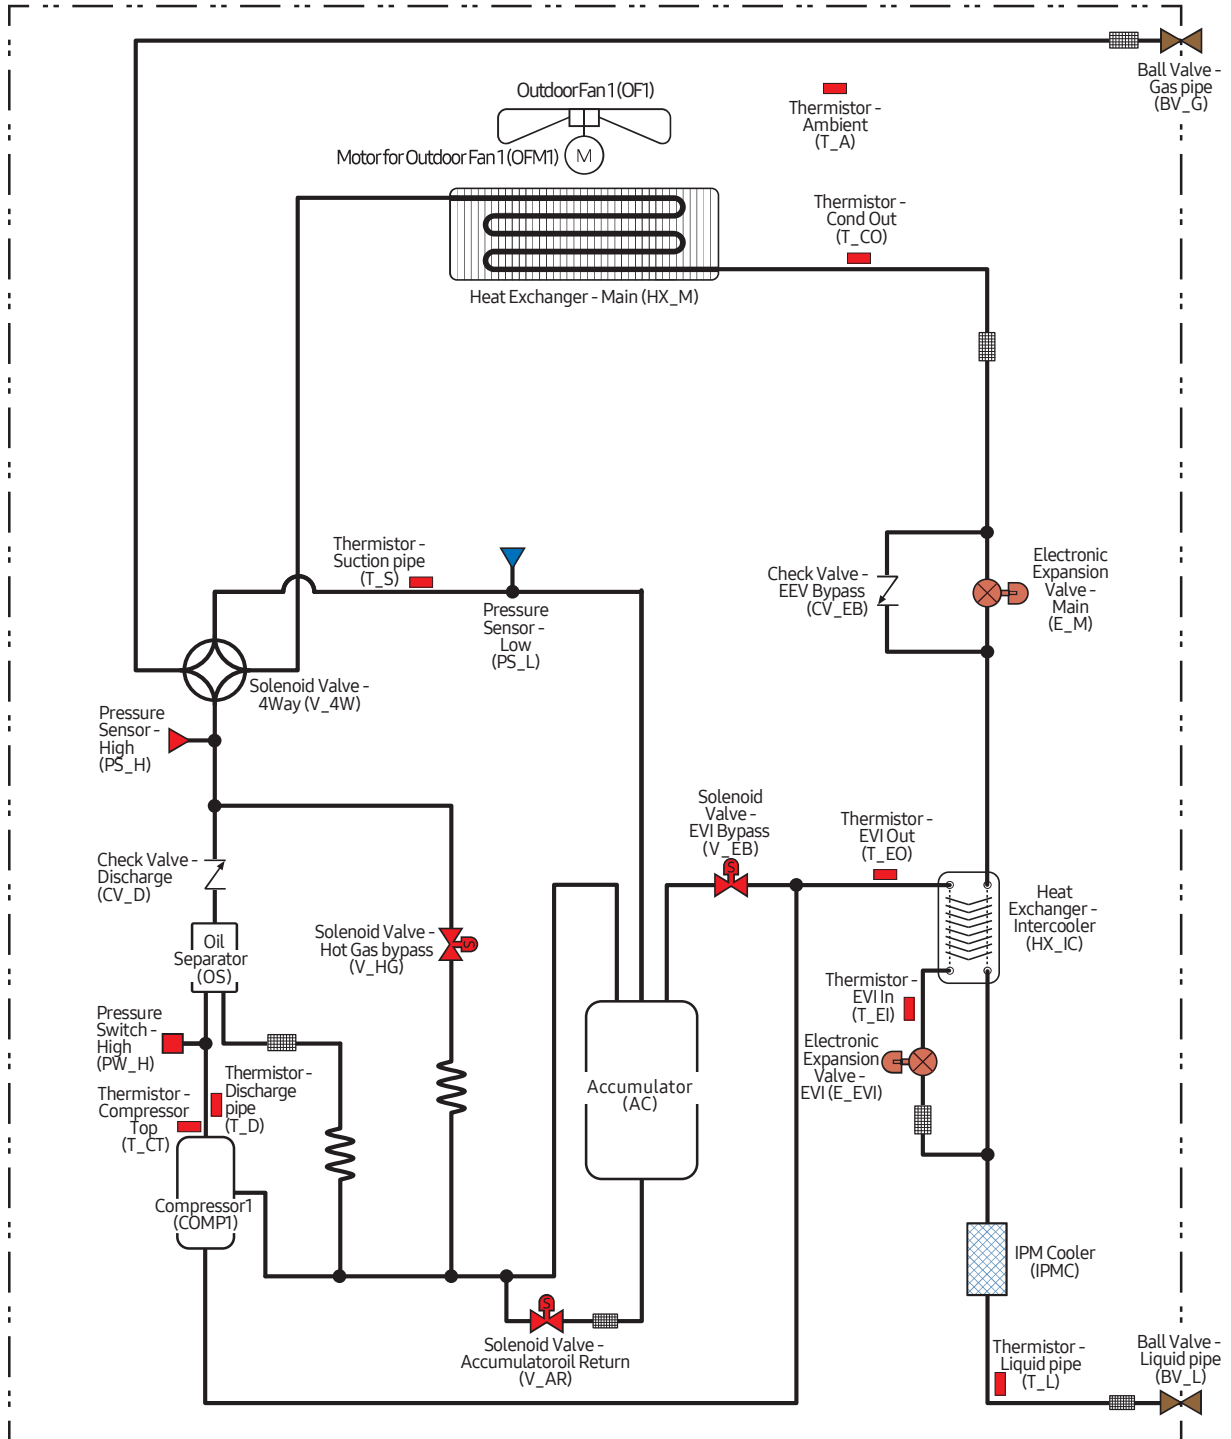 Ball Valve -
Gas pipe
(BV_G)
Outdoor Fan 1 (OF1)
Thermistor -
Ambient
(T_A)
Motor for Outdoor Fan 1 (OFM1)
M
Thermistor -
Cond Out
(T_CO)
Heat Exchanger - Main (HX_M)
Thermistor -
Suction pipe
(T_S)
Pressure
Sensor -
Low
(PS_L)
Check Valve -
EEV Bypass
(CV_EB)
Electronic
Expansion
Valve -
Main
(E_M)
Solenoid Valve -
4Way (V_4W)
Pressure
Sensor -
High
(PS_H)
Solenoid
Valve -
EVI Bypass
(V_EB)
S
Thermistor -
EVI Out
(T_EO)
Check Valve -
Discharge
(CV_D)
Heat
Exchanger -
Intercooler
(HX_IC)
Oil
Separator
(OS)
Solenoid Valve -
Hot Gas bypass
(V_HG)
S
Thermistor -
EVI In
(T_EI)
Pressure
Switch -
High
(PW_H)
Electronic
Expansion
Valve -
EVI (E_EVI)
Thermistor -
Discharge
pipe
(T_D)
Thermistor -
Compressor
Top
(T_CT)
Accumulator
(AC)
Compressor1
(COMP1)
IPM Cooler
(IPMC)
S
Solenoid Valve -
Accumulatoroil Return
(V_AR)
Thermistor -
Liquid pipe
(T_L)
Ball Valve -
Liquid pipe
(BV_L)